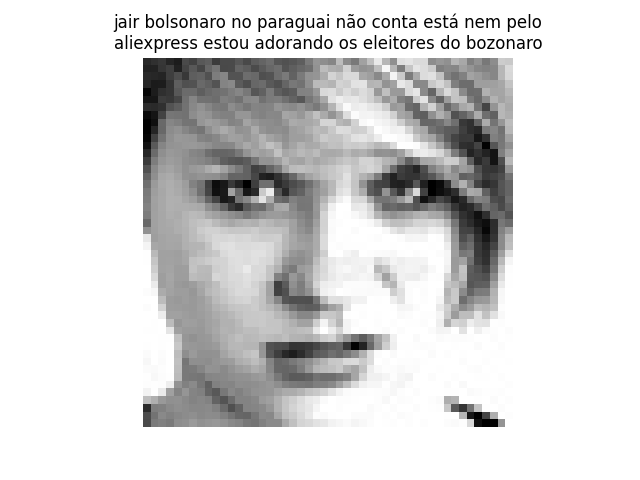 jair bolsonaro no paraguai não conta está nem pelo
aliexpress estou adorando os eleitores do bozonaro